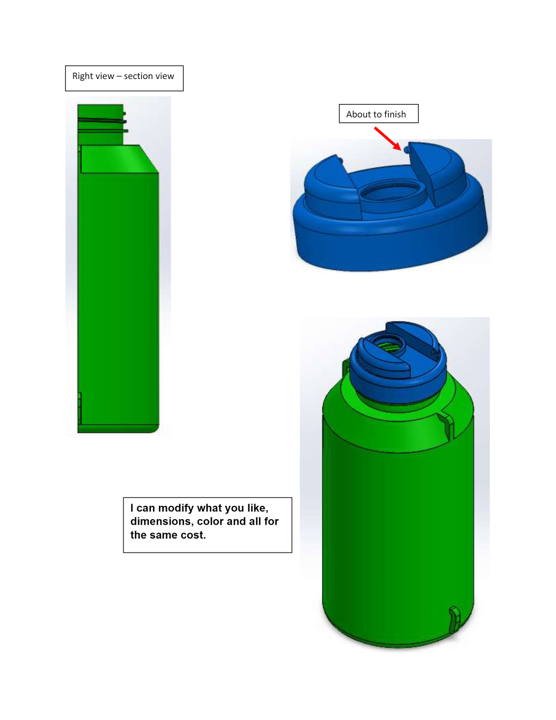 Right view – section view
About to finish
I can modify what you like,
dimensions, color and all for
the same cost.